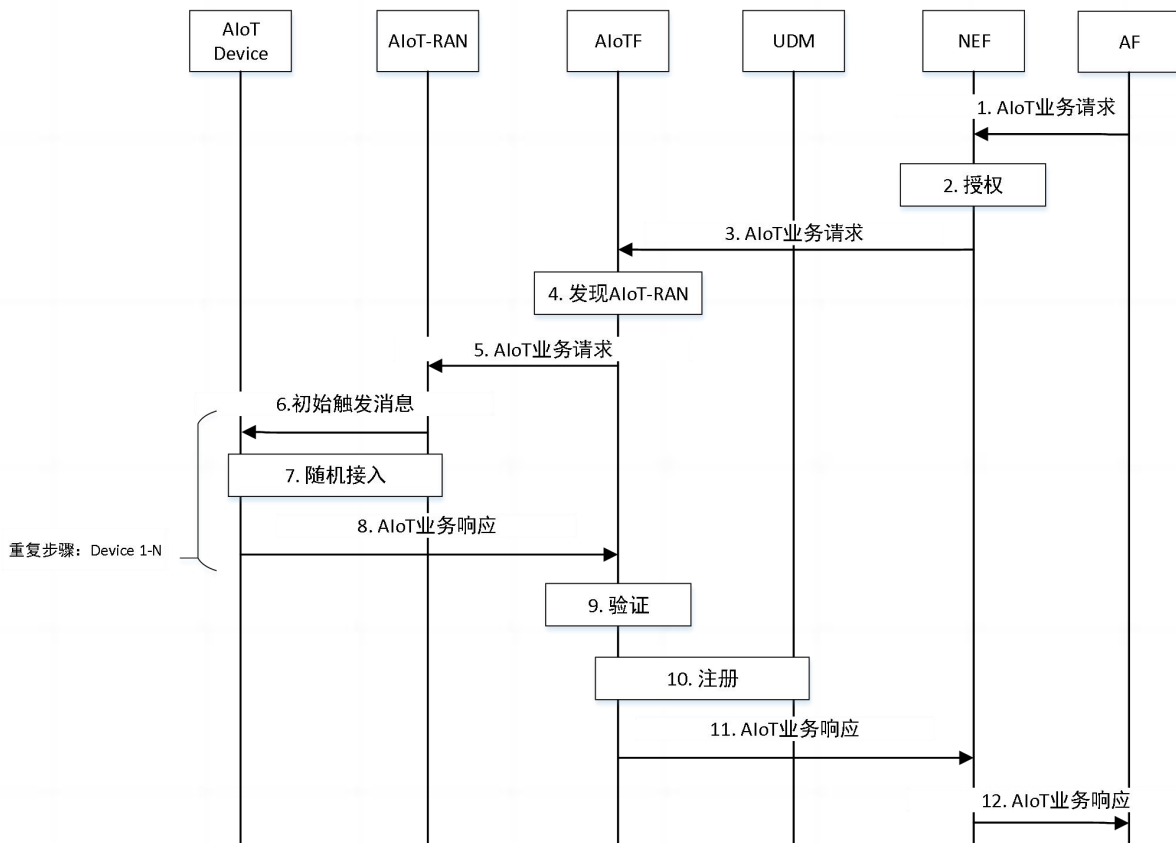 AIoT
Device
AIoT-RAN
AIoTF
UDM
NEF
AF
1. AIoT业务请求
2. 授权
3. AIoT业务请求
4. 发现AIoT-RAN
5. AIoT业务请求
6.初始触发消息
7. 随机接入
8. AIoT业务响应
重复步骤：Device 1-N
9. 验证
10. 注册
11. AIoT业务响应
12. AIoT业务响应